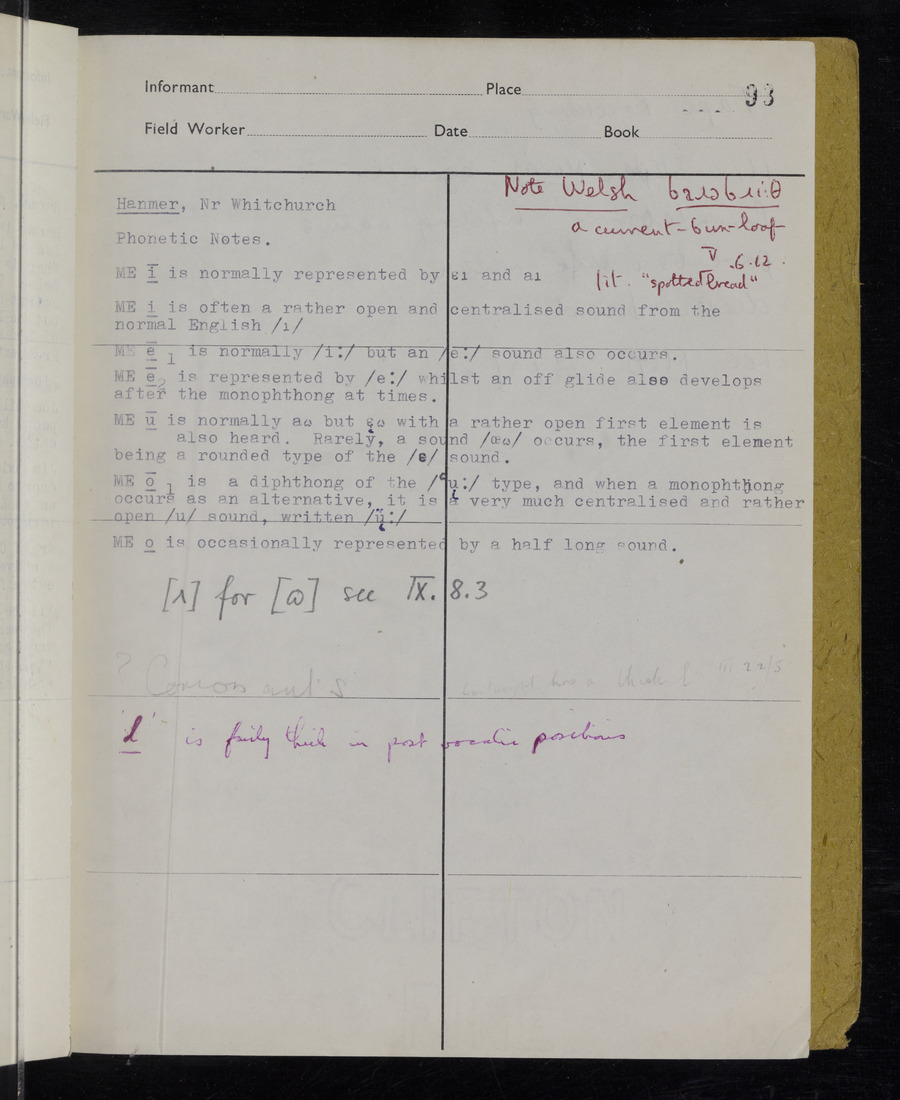 Informant Place 93
Field Worker Date Book
Note Welsh
a current-bun-loaf
V.6.12.
lit. "spotted bread"
Hanmer, Nr Whitchurch
Phonetic Notes.
ME ī is normally represented by ɛɪ and aɪ
ME i is often a rather open and centralised sound from the
normal English /ɪ/
ME ē₁ is normally /i:/ but an /e:/ sound also occurs.
ME ē₂ is represented by /e:/ whilst an off glide also develops
after the monophthong at times.
ME ū is normally aɷ but ɛ̨ɷ with a rather open first element is
also heard. Rarely, a sound /œɷ/ occurs, the first element
being a rounded type of the /ɛ/ sound.
ME ō₁ is a diphthong of the /ᵊu:/ type, and when a monophthong
occurs as an alternative, it is a very much centralised and rather
open /u/ sound, written /ü̜:/
ME o is occasionally represented by a half long sound.
[ʌ] for [ɷ] see IX.8.3
? Consonants
has a thick l III 22/5
'l' is fairly thick in post vocalic positions